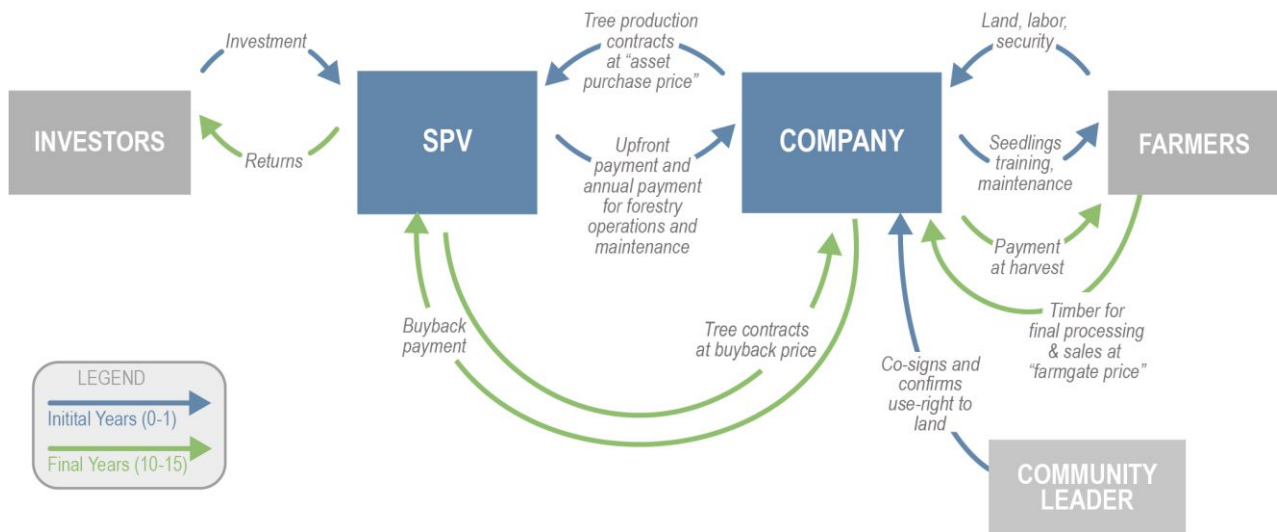 Investment
INVESTORS
Returns
SPV
Tree production
contracts
at “asset
purchase price”
Upfront
payment and
annual payment
for forestry
operations and
maintenance
COMPANY
Land, labor,
security
Seedlings
training,
maintenance
FARMERS
Payment
at harvest
Timber for
final processing
& sales at
“farmgate price”
Buyback
payment
Tree contracts
at buyback price
Co-signs and
confirms
use-right to
land
COMMUNITY
LEADER
LEGEND
Initital Years (0-1)
Final Years (10-15)